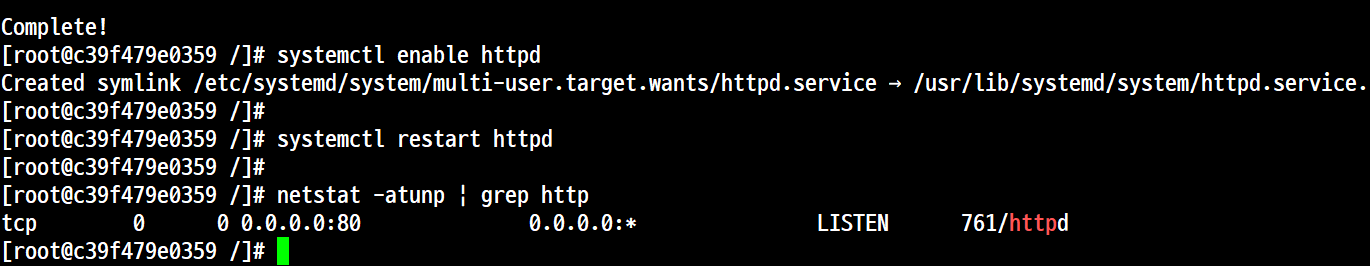 Complete!
[root@c39f479e0359 /]# systemctl enable httpd
Created symlink /etc/systemd/system/multi-user.target.wants/httpd.service → /usr/lib/systemd/system/httpd.service.
[root@c39f479e0359 /]#
[root@c39f479e0359 /]# systemctl restart httpd
[root@c39f479e0359 /]#
[root@c39f479e0359 /]# netstat -atunp | grep http
tcp        0      0 0.0.0.0:80              0.0.0.0:*               LISTEN      761/httpd
[root@c39f479e0359 /]#